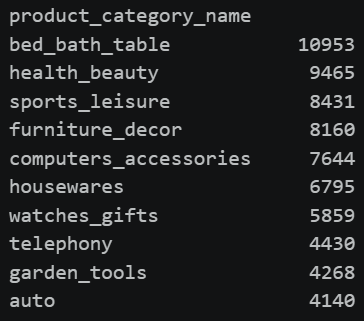 product_category_name
bed_bath_table 10953
health_beauty 9465
sports_leisure 8431
furniture_decor 8160
computers_accessories 7644
housewares 6795
watches_gifts 5859
telephony 4430
garden_tools 4268
auto 4140